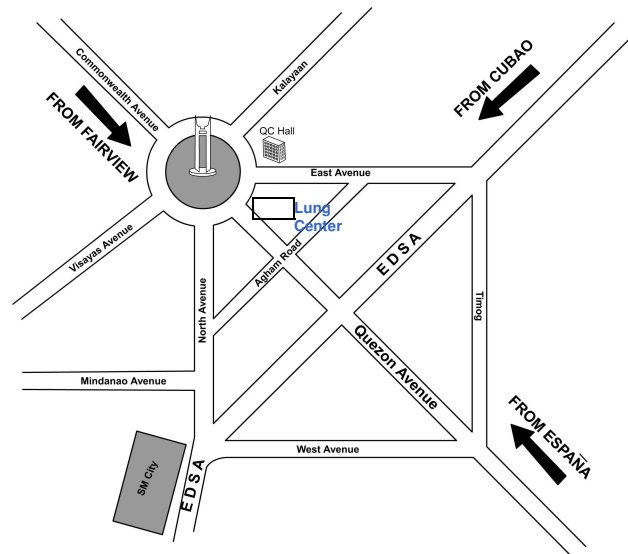 Commonwealth Avenue
FROM FAIRVIEW
Kalayaan
FROM CUBAO
QC Hall
East Avenue
Lung
Center
Visayas Avenue
Agham Road
EDSA
North Avenue
Timog
Quezon Avenue
Mindanao Avenue
FROM ESPAÑA
West Avenue
SM City
EDSA